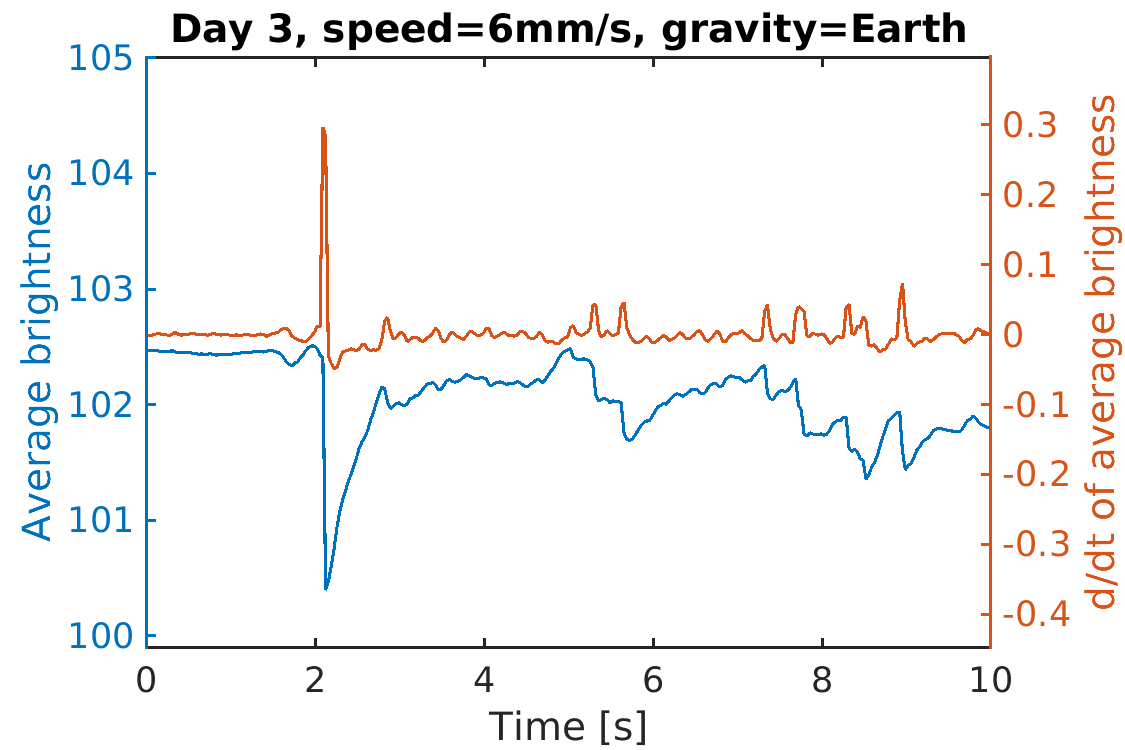 Day 3, speed=6mm/s, gravity=Earth
Average brightness
105
104
103
102
101
100
0.3
0.2
0.1
0
-0.1
-0.2
-0.3
-0.4
d/dt of average brightness
0 2 4 6 8 10
Time [s]